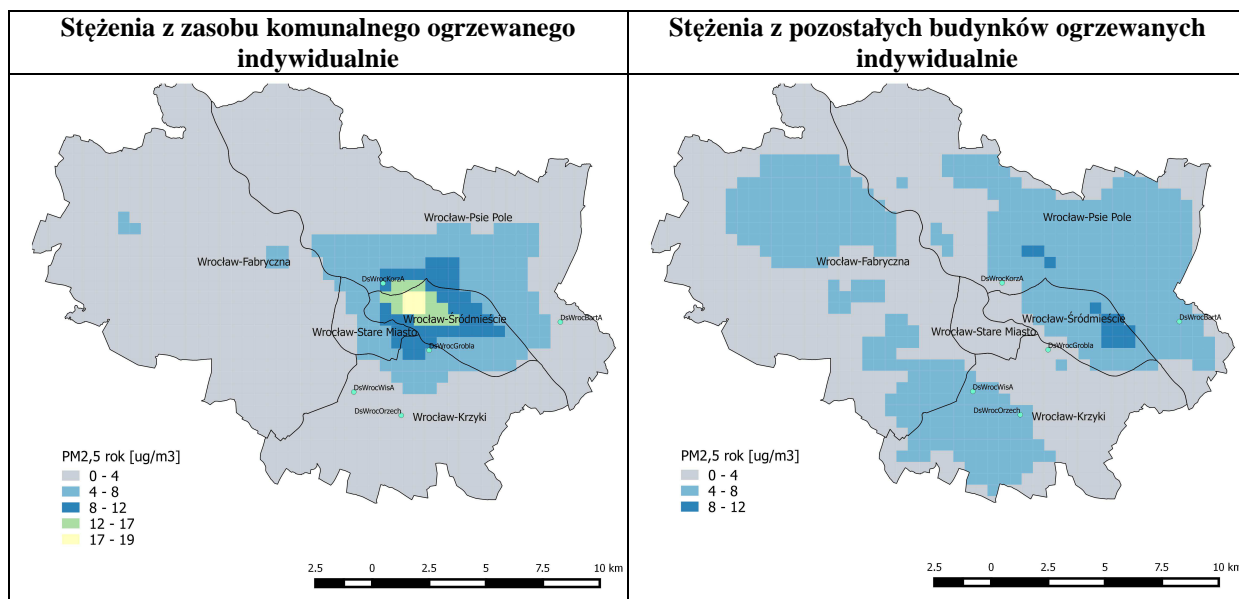 Stężenia z zasobu komunalnego ogrzewanego
indywidualnie
Stężenia z pozostałych budynków ogrzewanych
indywidualnie
Wrocław-Psie Pole
Wrocław-Fabryczna
DsWrocKorzA
Wrocław-Śródmieście
DsWrocBartA
Wrocław-Stare Miasto
DsWrocGrobla
DsWrocWisA
DsWrocOrzech
Wrocław-Krzyki
PM2,5 rok [ug/m3]
0 - 4
4 - 8
8 - 12
12 - 17
17 - 19
2.5 0 2.5 5 7.5 10 km
Wrocław-Psie Pole
Wrocław-Fabryczna
DsWrocKorzA
Wrocław-Śródmieście
DsWrocBartA
Wrocław-Stare Miasto
DsWrocGrobla
DsWrocWisA
DsWrocOrzech
Wrocław-Krzyki
PM2,5 rok [ug/m3]
0 - 4
4 - 8
8 - 12
2.5 0 2.5 5 7.5 10 km